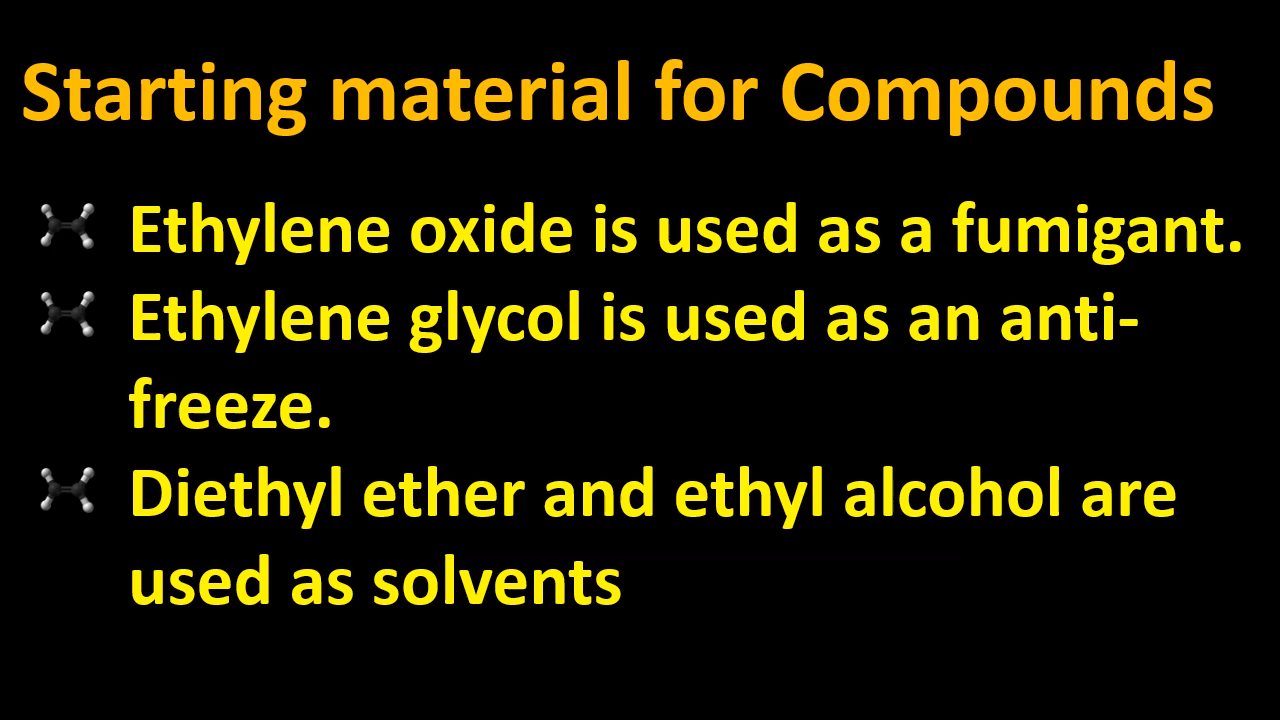 Starting material for Compounds
Ethylene oxide is used as a fumigant.
Ethylene glycol is used as an anti-
freeze.
Diethyl ether and ethyl alcohol are
used as solvents